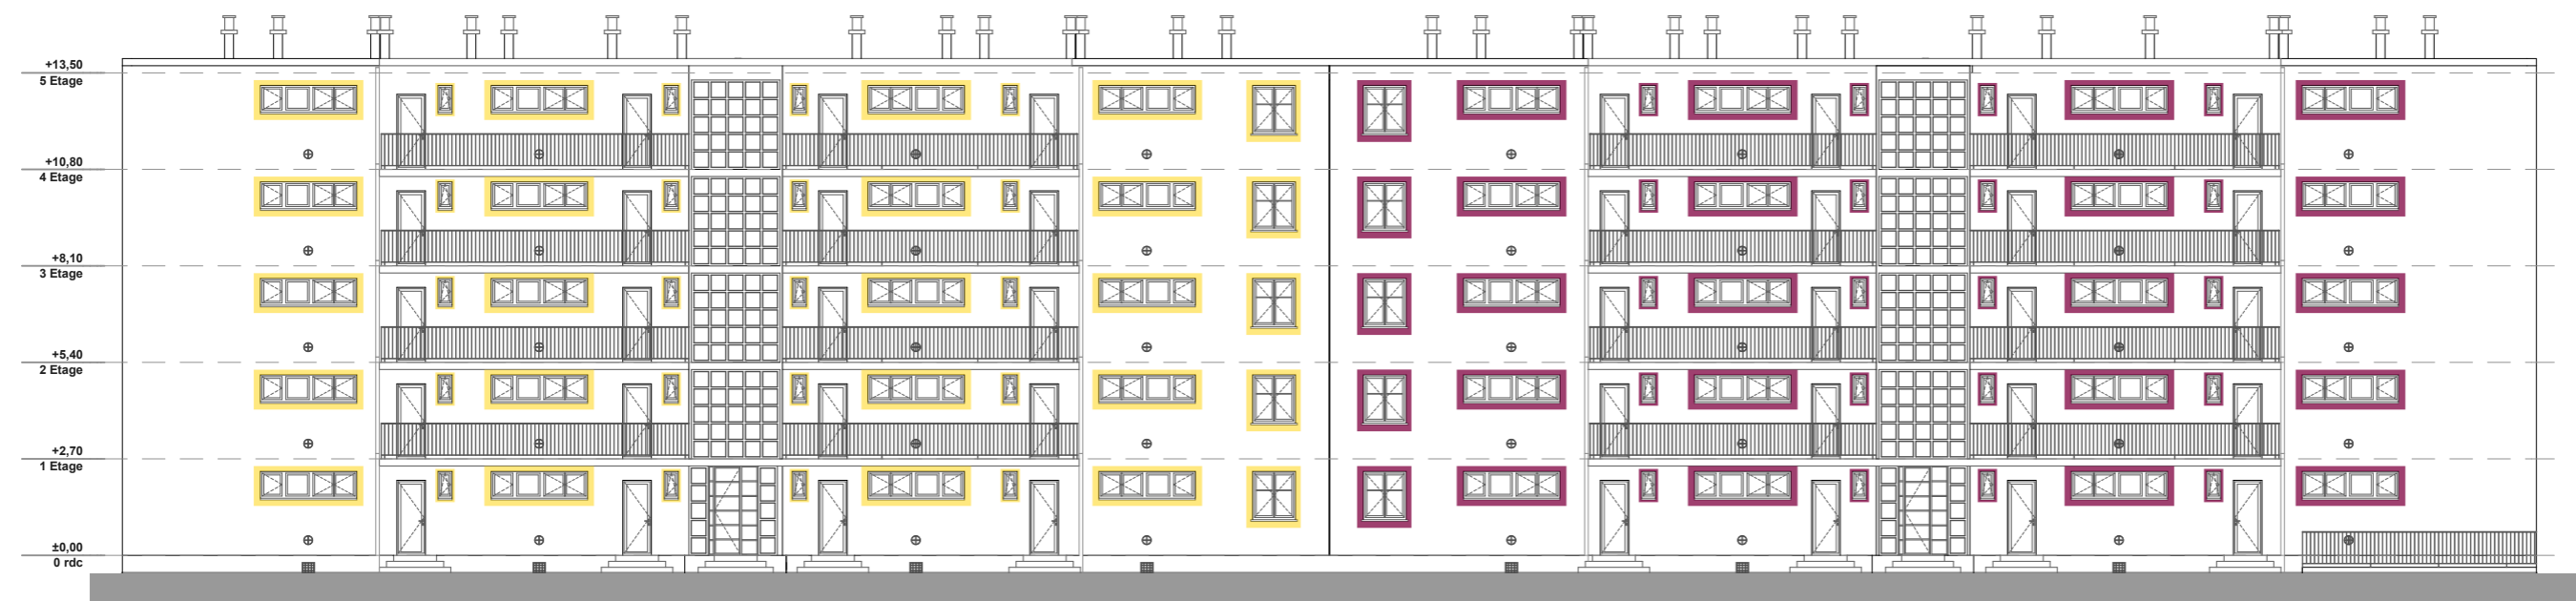 +13,50
5 Etage
+10,80
4 Etage
+8,10
3 Etage
+5,40
2 Etage
+2,70
1 Etage
±0,00
0 rdc